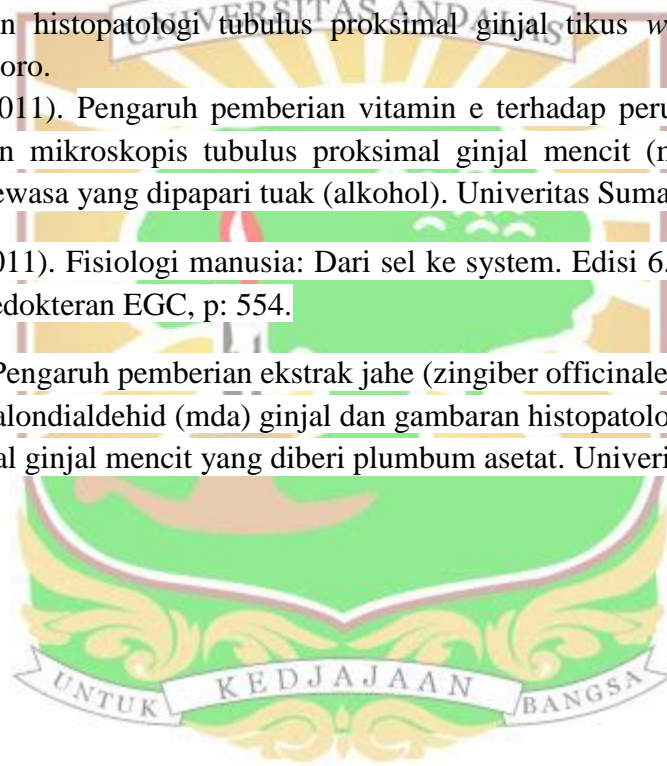 n histopatologi tubulus proksimal ginjal tikus w
UNIVERSITAS ANDALAS
oro.
011). Pengaruh pemberian vitamin e terhadap peru
n mikroskopis tubulus proksimal ginjal mencit (m
ewasa yang dipapari tuak (alkohol). Univeritas Suma
011). Fisiologi manusia: Dari sel ke system. Edisi 6.
edokteran EGC, p: 554.
Pengaruh pemberian ekstrak jahe (zingiber officinale
alondialdehid (mda) ginjal dan gambaran histopatolo
al ginjal mencit yang diberi plumbum asetat. Univeri
UNTUK KEDJAJAAN BANGSA